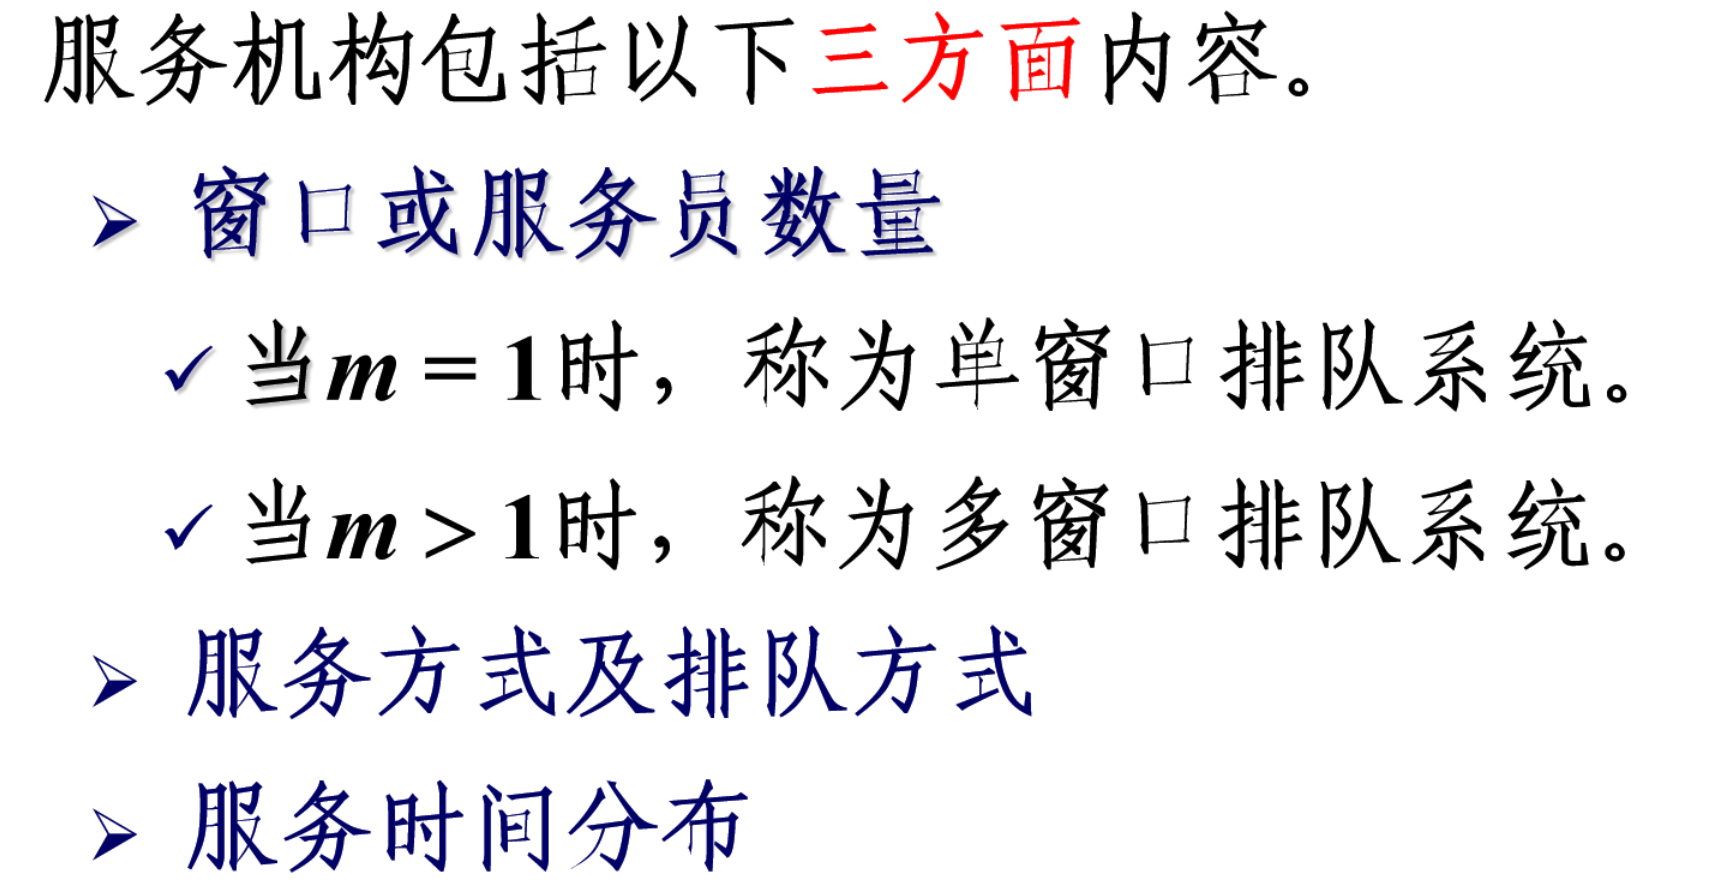 服务机构包括以下三方面内容。
➢ 窗口或服务员数量
✓ 当m = 1时，称为单窗口排队系统。
✓ 当m > 1时，称为多窗口排队系统。
➢ 服务方式及排队方式
➢ 服务时间分布